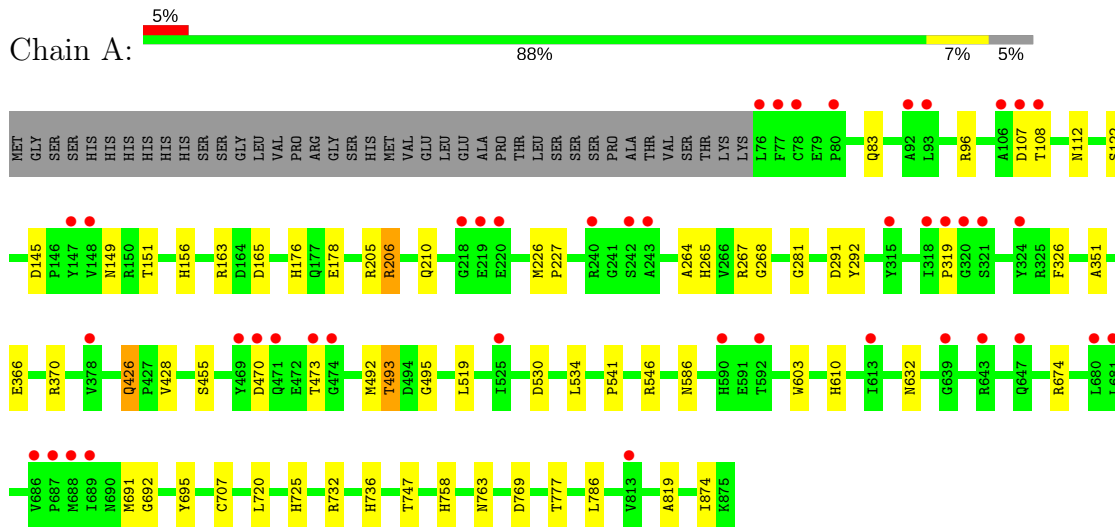 5%
Chain A:
88% 7% 5%
MET GLY SER SER HIS HIS HIS HIS HIS HIS SER SER GLY LEU VAL PRO ARG GLY SER HIS MET VAL GLU LEU GLU ALA PRO THR LEU SER SER SER PRO ALA THR VAL SER THR LYS LYS L76 F77 C78 E79 P80 Q83 A92 L93 R96 A106 D107 T108 N112
D145 P146 Y147 V148 N149 R150 T151 H156 R163 D164 D165 H176 Q177 E178 R205 R206 Q210 G218 E219 E220 M226 P227 R240 G241 S242 A243 A264 H265 V266 R267 G268 G281 D291 Y292 Y315 I318 P319 G320 S321 Y324 R325 F326 A351
E366 R370 V378 Q426 P427 V428 S455 Y469 D470 Q471 E472 T473 G474 M492 T493 D494 G495 L519 I525 D530 L534 P541 R546 N586 H590 E591 T592 W603 H610 I613 N632 G639 R643 Q647 R674 L680
V686 P687 M688 I689 N690 M691 G692 Y695 C707 L720 H725 R732 H736 T747 H758 N763 D769 T777 L786 V813 A819 I874 K875